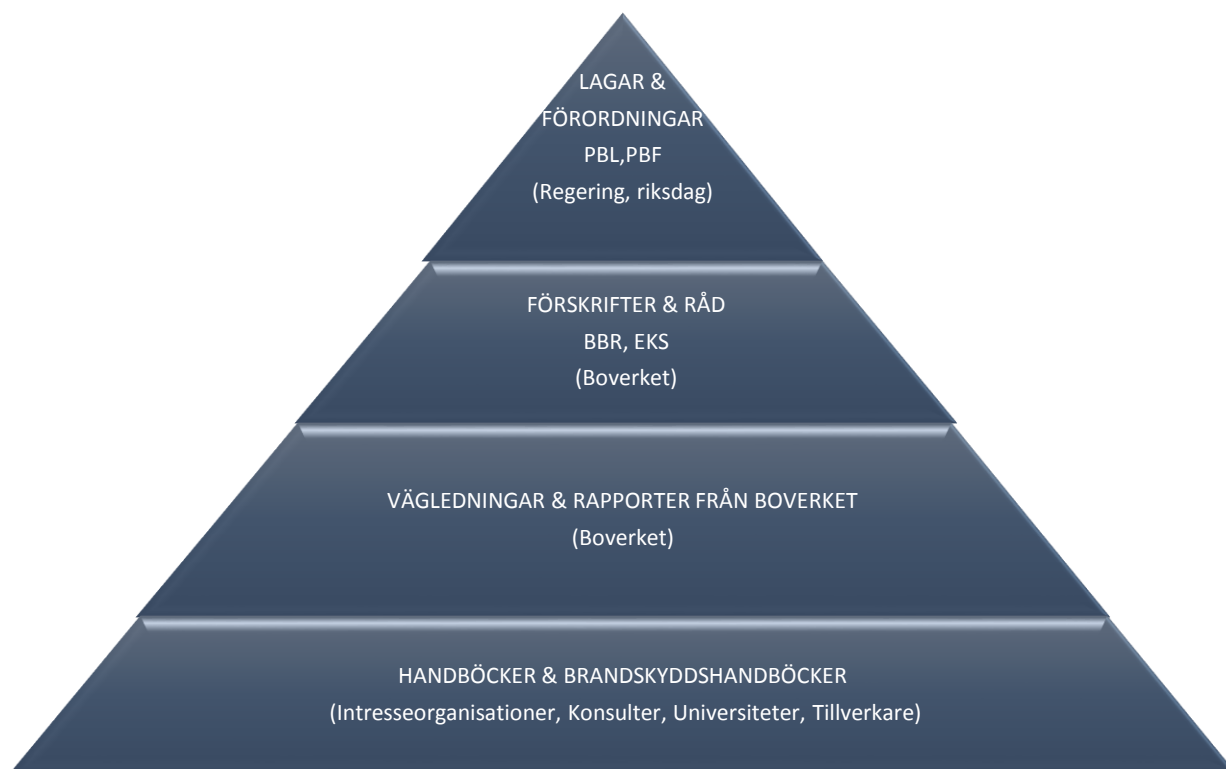 LAGAR &
FÖRORDNINGAR
PBL,PBF
(Regering, riksdag)
FÖRSKRIFTER & RÅD
BBR, EKS
(Boverket)
VÄGLEDNINGAR & RAPPORTER FRÅN BOVERKET
(Boverket)
HANDBÖCKER & BRANDSKYDDSHANDBÖCKER
(Intresseorganisationer, Konsulter, Universiteter, Tillverkare)